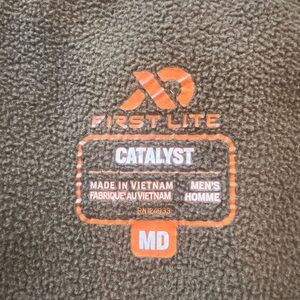 FIRST LITE
CATALYST
MADE IN VIETNAM
FABRIQUÉ AU VIETNAM
MEN'S
HOMME
MD